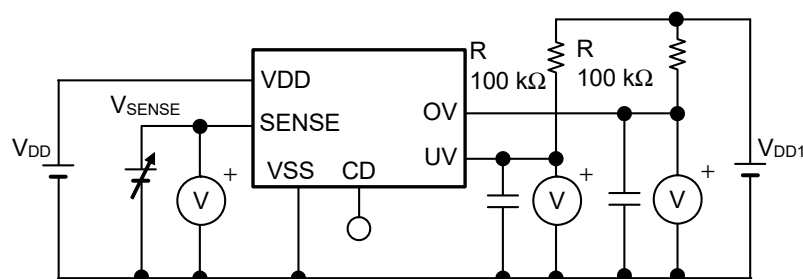 R
100 kΩ
R
100 kΩ
VDD
VSENSE
SENSE
OV
VDD
VDD1
UV
VSS
CD
+
V
+
V
+
V